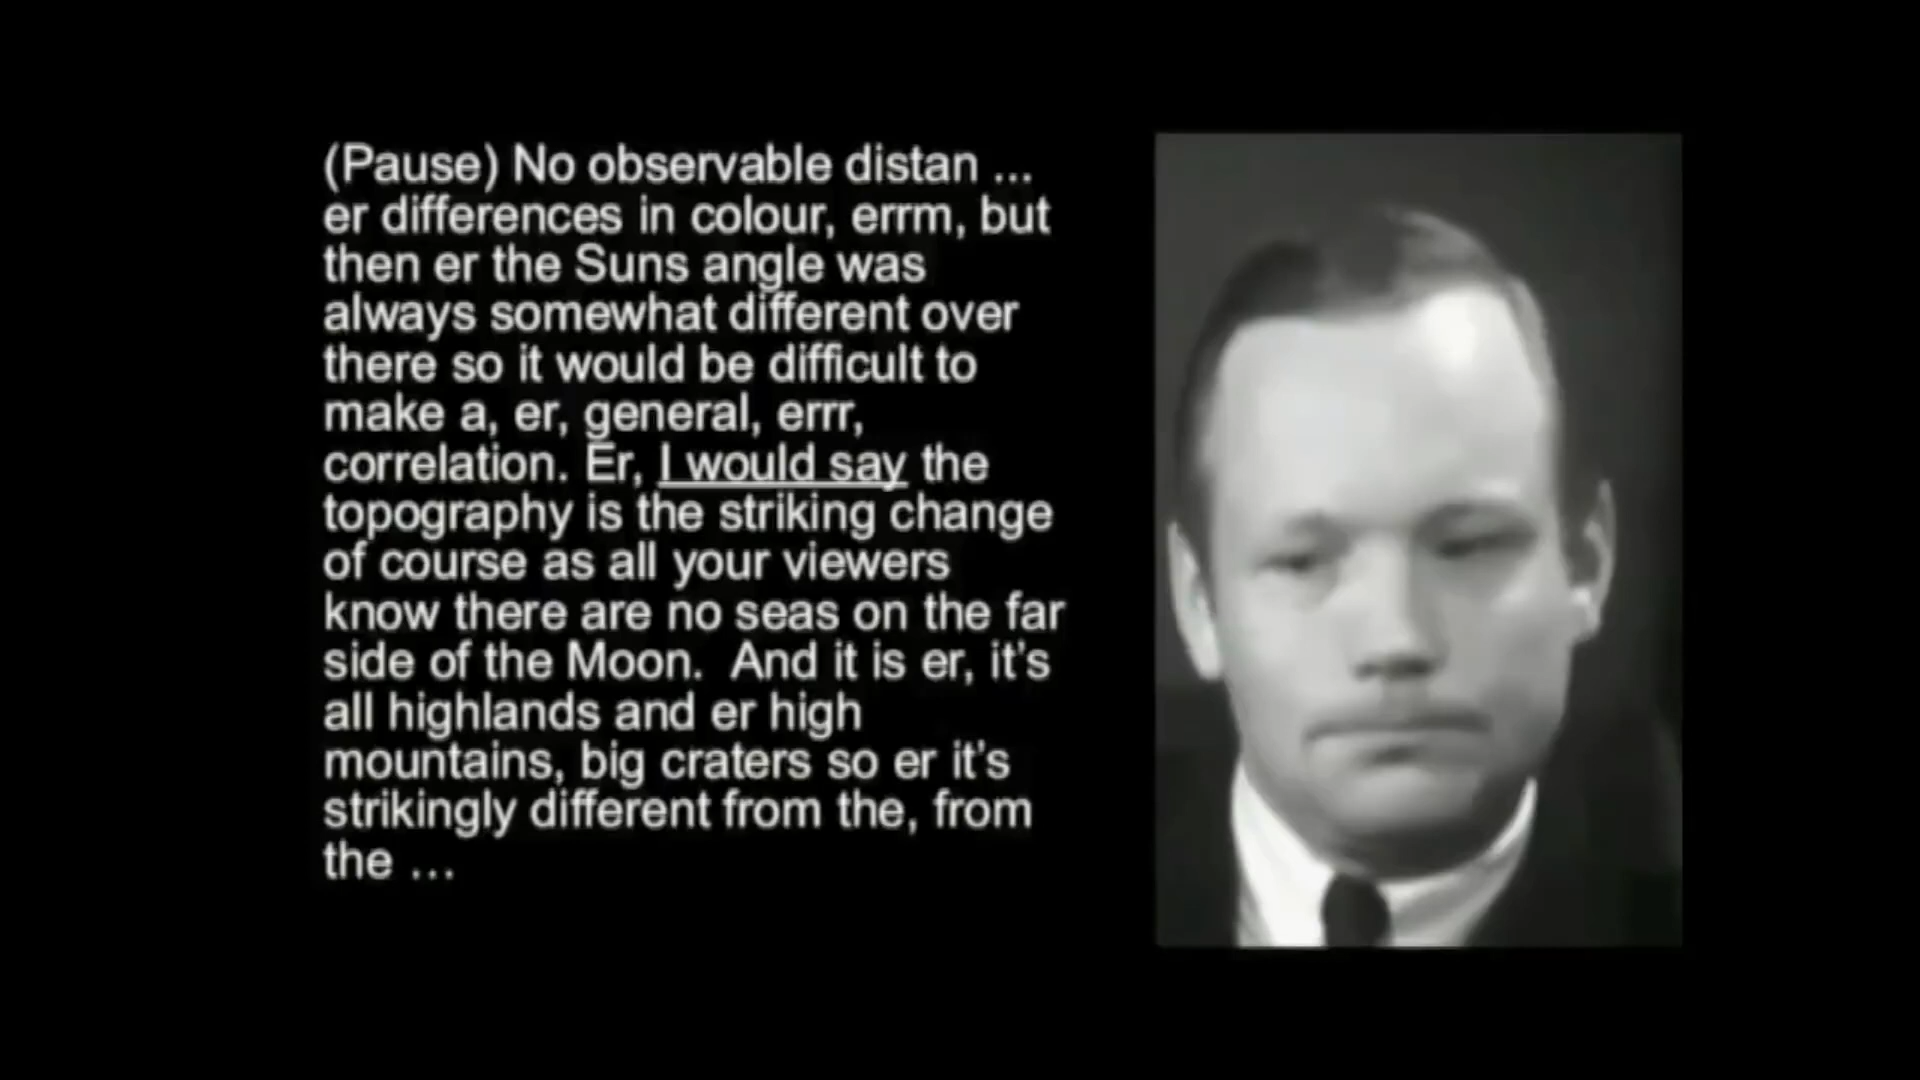 (Pause) No observable distan ...
er differences in colour, errm, but
then er the Suns angle was
always somewhat different over
there so it would be difficult to
make a, er, general, errr,
correlation. Er, I would say the
topography is the striking change
of course as all your viewers
know there are no seas on the far
side of the Moon.  And it is er, it's
all highlands and er high
mountains, big craters so er it's
strikingly different from the, from
the ...